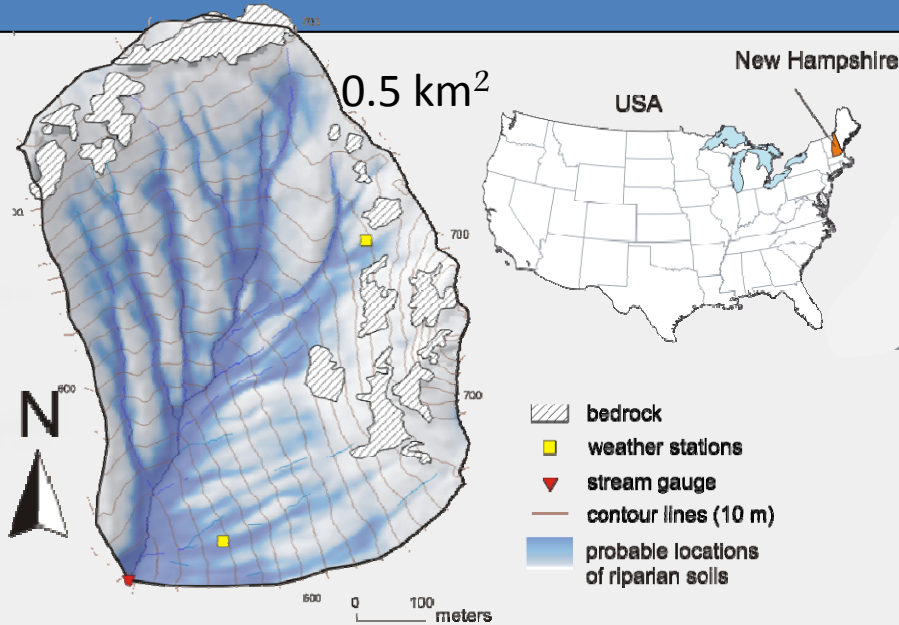 New Hampshire
0.5 km²
USA
700
700
600
N
bedrock
weather stations
stream gauge
contour lines (10 m)
probable locations
of riparian soils
0 100
meters